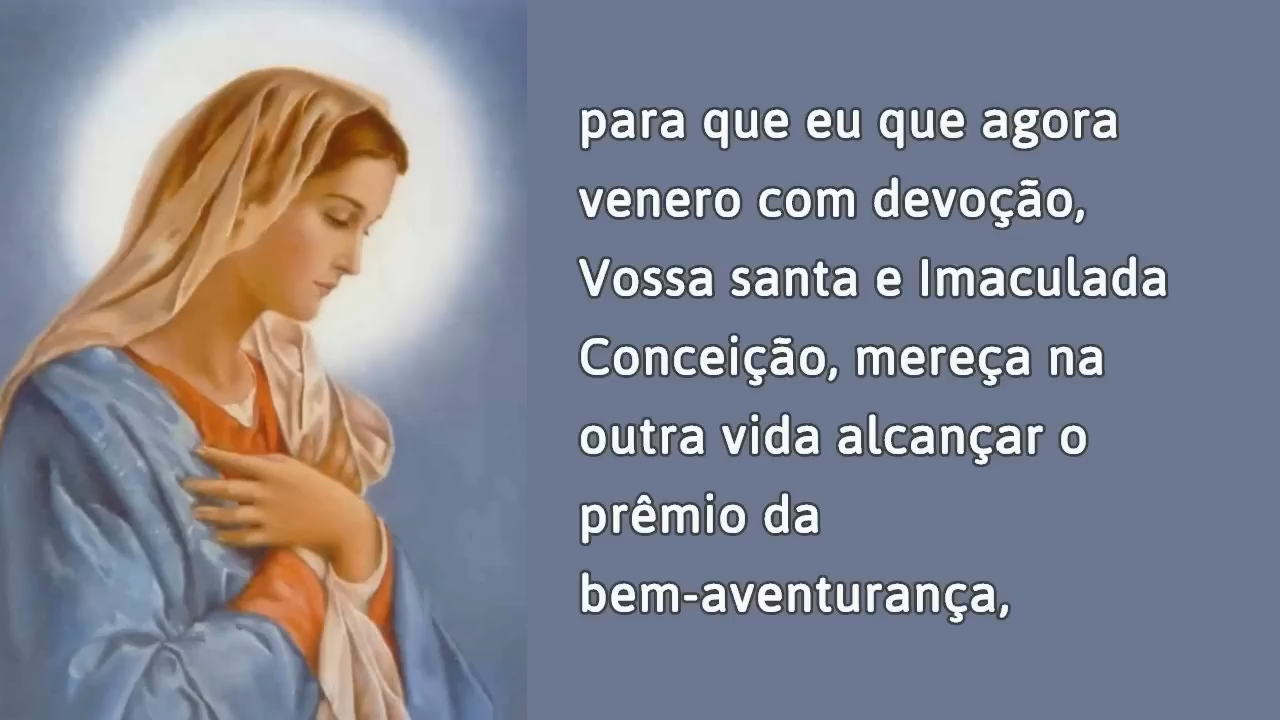 para que eu que agora
venero com devoção,
Vossa santa e Imaculada
Conceição, mereça na
outra vida alcançar o
prêmio da
bem-aventurança,